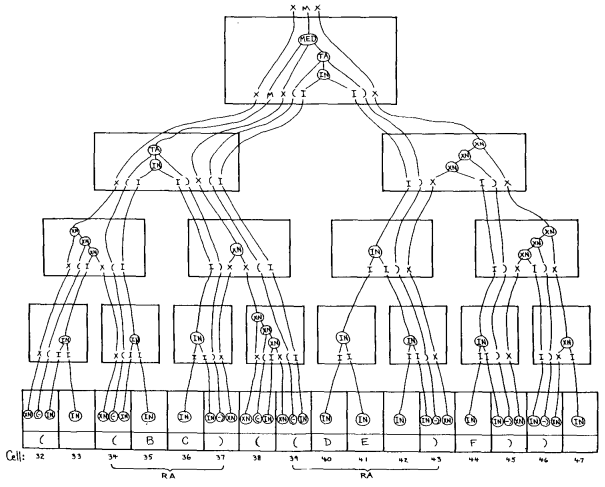 X M X
MED
TA
IN
X M X ( I I ) X
TA XN
IN XN
XN
X ( I I ) X ( I I ) X I ) X
XN XN
XN XN IN XN
XN XN
X ( I X ( I I ) X X ( I I I ) X I ) X I ) X
XN
IN IN IN XN IN IN IN XN
XN
X ( I I X ( I I I I ) X X ( I X ( I I I I I ) X I I ) X I ) X I
XN ( IN IN XN ( IN IN IN IN ) XN XN ( IN XN ( IN IN IN IN IN ) XN IN IN ) XN IN ) XN IN
( ( B C ) ( ( D E ) F ) )
Cell: 32 33 34 35 36 37 38 39 40 41 42 43 44 45 46 47
RA RA